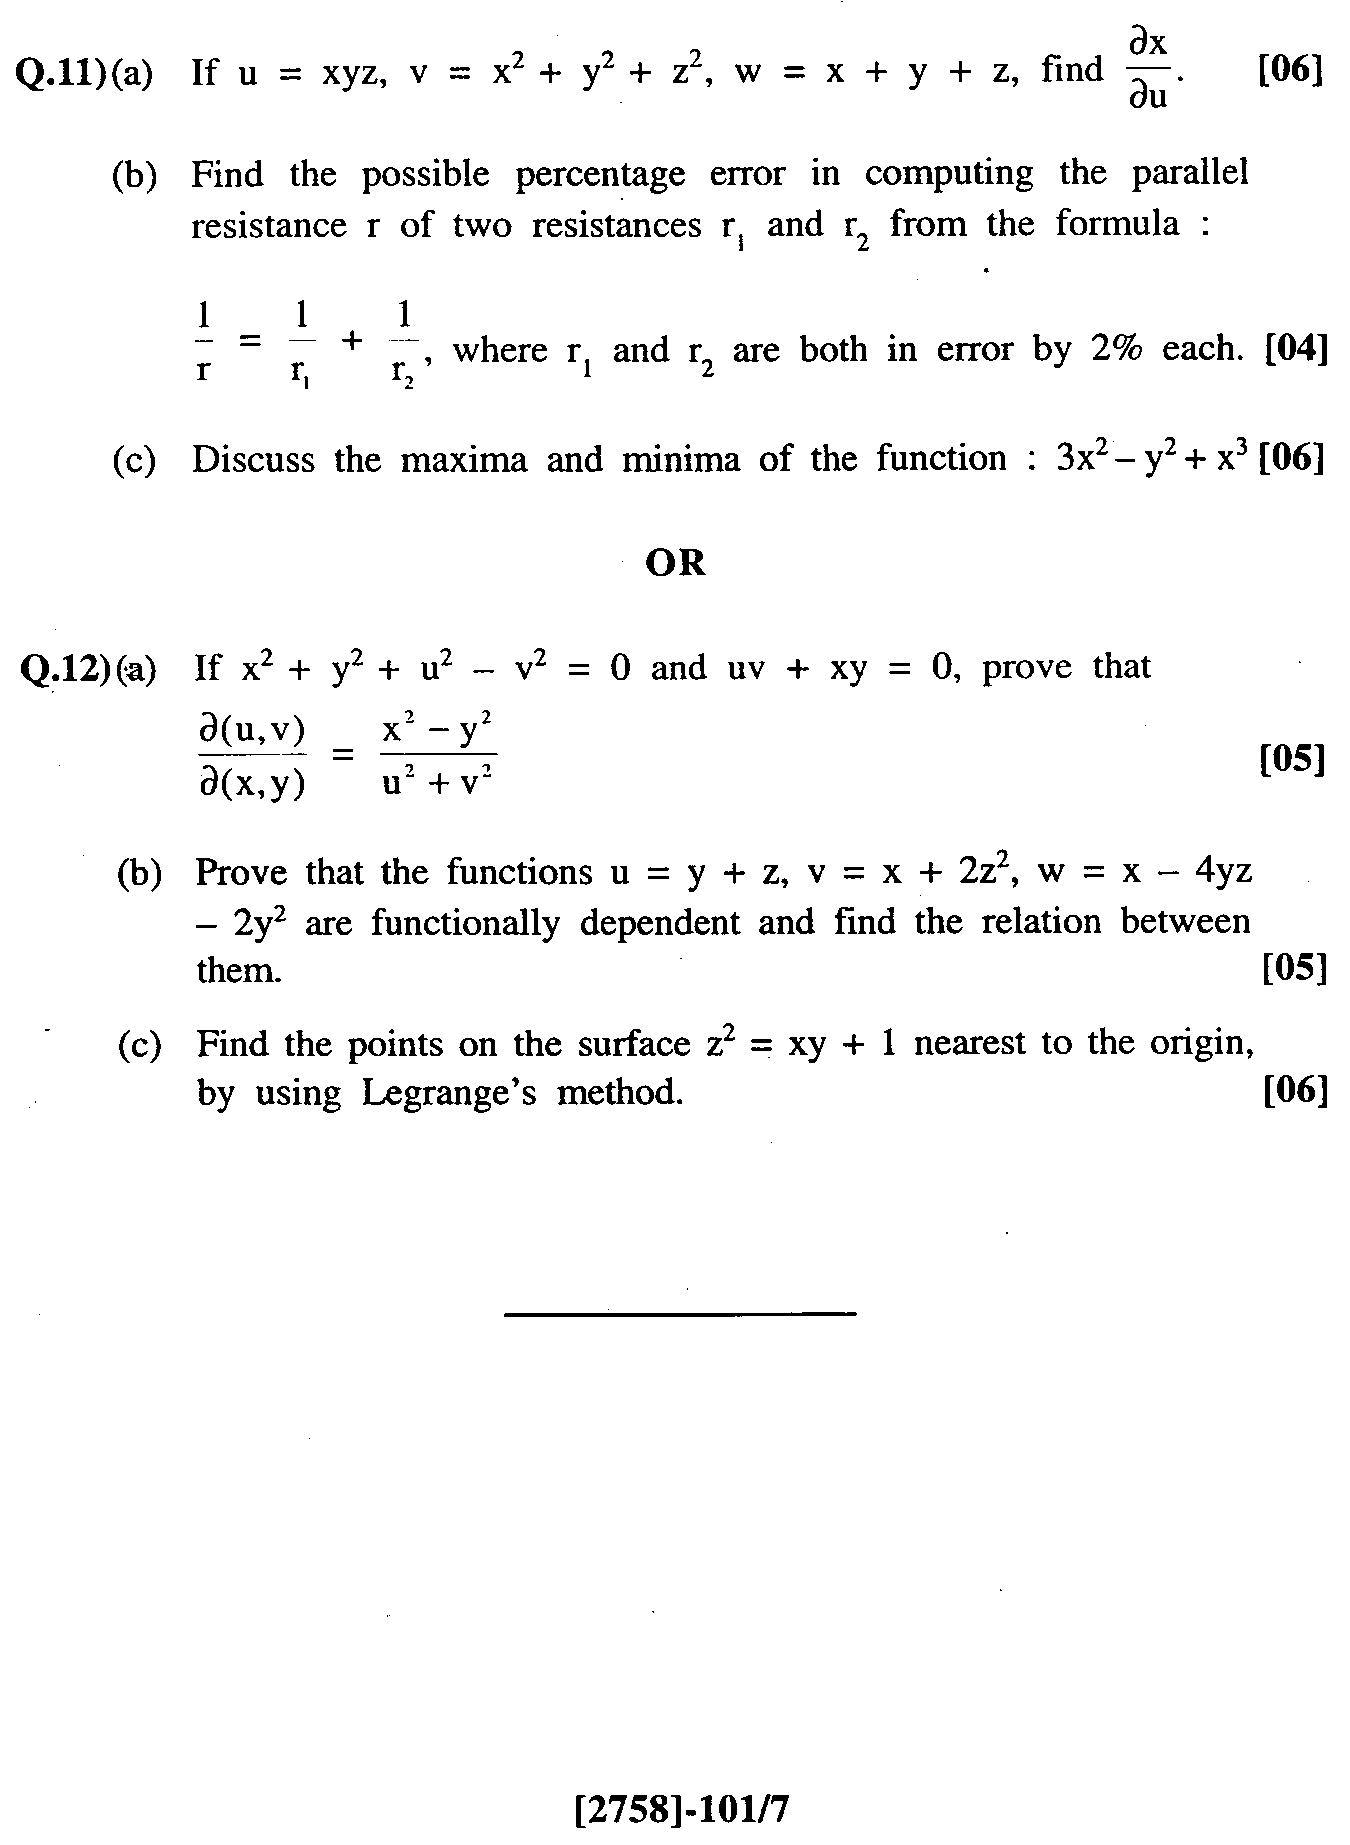 Q.11)(a) If u = xyz, v = x² + y² + z², w = x + y + z, find ∂x/∂u. [06]
(b) Find the possible percentage error in computing the parallel
resistance r of two resistances r₁ and r₂ from the formula :
1/r = 1/r₁ + 1/r₂, where r₁ and r₂ are both in error by 2% each. [04]
(c) Discuss the maxima and minima of the function : 3x² – y² + x³ [06]
OR
Q.12)(a) If x² + y² + u² – v² = 0 and uv + xy = 0, prove that
∂(u,v)/∂(x,y) = (x² – y²)/(u² + v²) [05]
(b) Prove that the functions u = y + z, v = x + 2z², w = x – 4yz
– 2y² are functionally dependent and find the relation between
them. [05]
(c) Find the points on the surface z² = xy + 1 nearest to the origin,
by using Legrange's method. [06]
[2758]-101/7